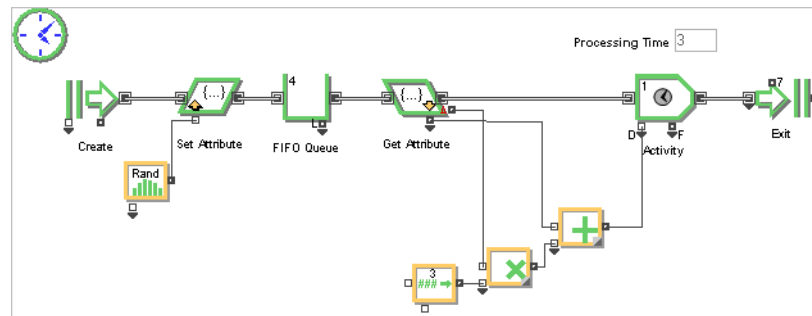 Processing Time 3
4
{...}
{...}
1
7
Create
Set Attribute
FIFO Queue
L
Get Attribute
Δ
D
F
Activity
Exit
Rand
3
###